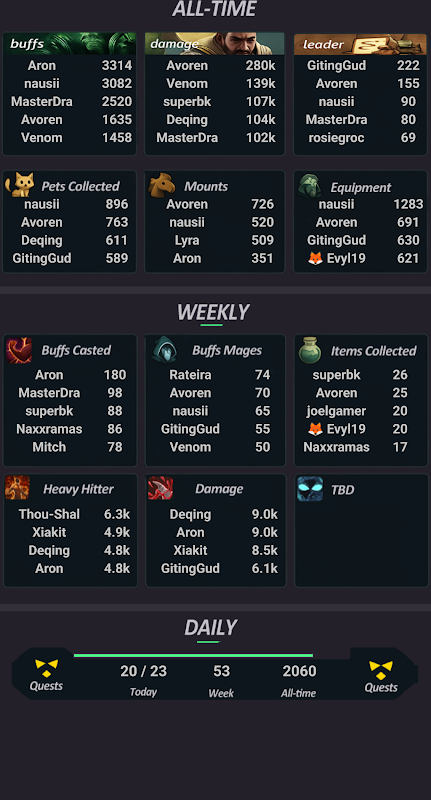 ALL-TIME
buffs
Aron 3314
nausii 3082
MasterDra 2520
Avoren 1635
Venom 1458
damage
Avoren 280k
Venom 139k
superbk 107k
Deqing 104k
MasterDra 102k
leader
GitingGud 222
Avoren 155
nausii 90
MasterDra 80
rosiegroc 69
Pets Collected
nausii 896
Avoren 763
Deqing 611
GitingGud 589
Mounts
Avoren 726
nausii 520
Lyra 509
Aron 351
Equipment
nausii 1283
Avoren 691
GitingGud 630
🦊 Evyl19 621
WEEKLY
Buffs Casted
Aron 180
MasterDra 98
superbk 88
Naxxramas 86
Mitch 78
Buffs Mages
Rateira 74
Avoren 70
nausii 65
GitingGud 55
Venom 50
Items Collected
superbk 26
Avoren 25
joelgamer 20
🦊 Evyl19 20
Naxxramas 17
Heavy Hitter
Thou-Shal 6.3k
Xiakit 4.9k
Deqing 4.8k
Aron 4.8k
Damage
Deqing 9.0k
Aron 9.0k
Xiakit 8.5k
GitingGud 6.1k
TBD
DAILY
Quests
20 / 23
Today
53
Week
2060
All-time
Quests